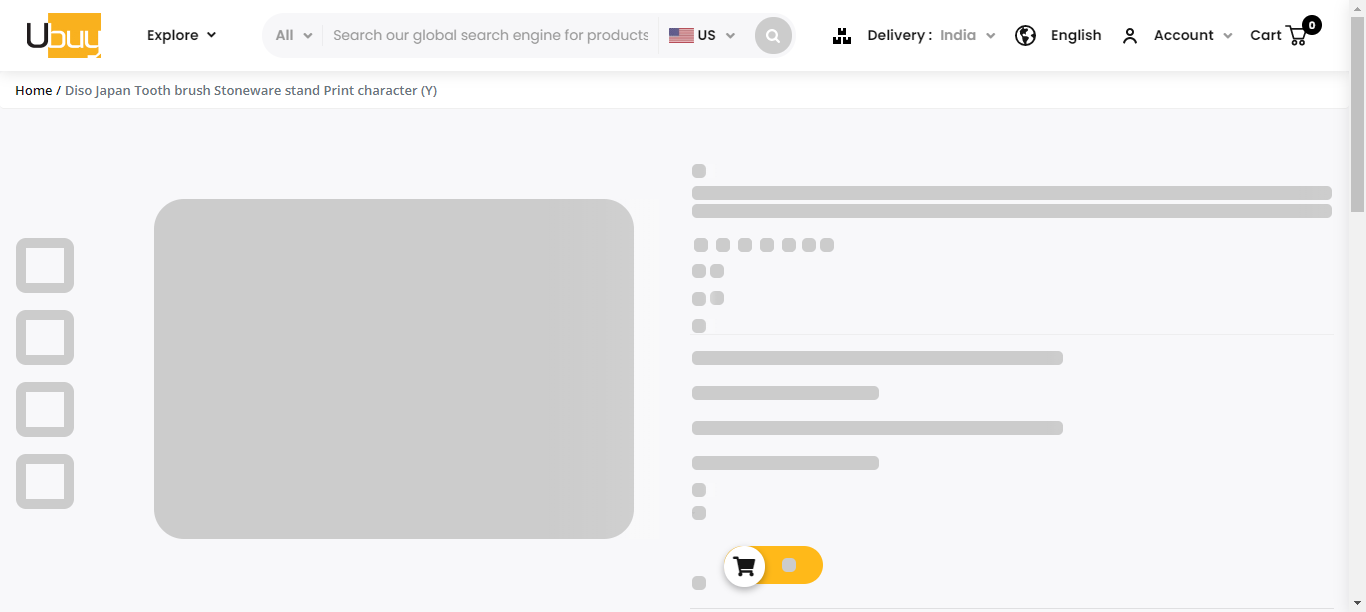 Ubuy
Explore
All
Search our global search engine for products
US
Delivery : India
English
Account
Cart
0
Home / Diso Japan Tooth brush Stoneware stand Print character (Y)